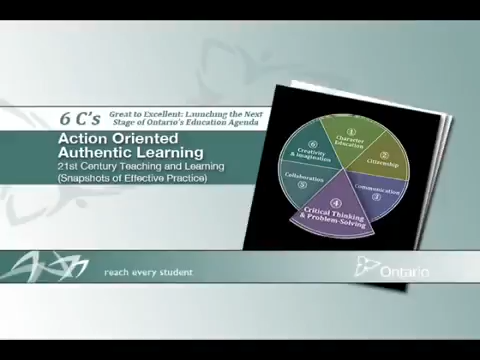 6 C's
Great to Excellent: Launching the Next
Stage of Ontario's Education Agenda
Action Oriented
Authentic Learning
21st Century Teaching and Learning
(Snapshots of Effective Practice)
① Character
Education
② Citizenship
Communication
③
④
Critical Thinking
& Problem-Solving
Collaboration
⑤
⑥
Creativity
& Imagination
reach every student
Ontario